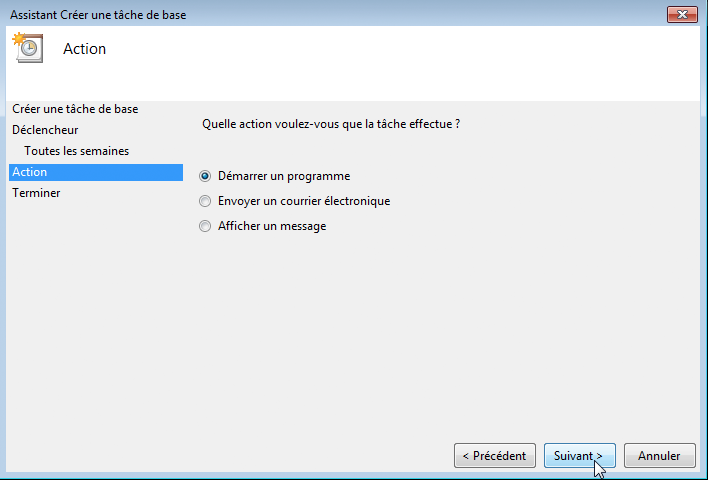 Assistant Créer une tâche de base
Action
Créer une tâche de base
Déclencheur
Toutes les semaines
Action
Terminer
Quelle action voulez-vous que la tâche effectue ?
Démarrer un programme
Envoyer un courrier électronique
Afficher un message
< Précédent
Suivant >
Annuler